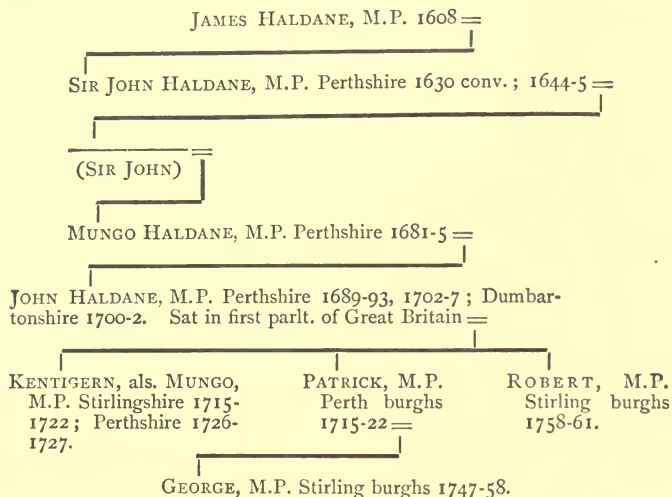 JAMES HALDANE, M.P. 1608
SIR JOHN HALDANE, M.P. Perthshire 1630 conv.; 1644-5
(SIR JOHN)
MUNGO HALDANE, M.P. Perthshire 1681-5
JOHN HALDANE, M.P. Perthshire 1689-93, 1702-7; Dumbar-
tonshire 1700-2. Sat in first parlt. of Great Britain
KENTIGERN, als. MUNGO,
M.P. Stirlingshire 1715-
1722; Perthshire 1726-
1727.
PATRICK, M.P.
Perth burghs
1715-22
ROBERT, M.P.
Stirling burghs
1758-61.
GEORGE, M.P. Stirling burghs 1747-58.